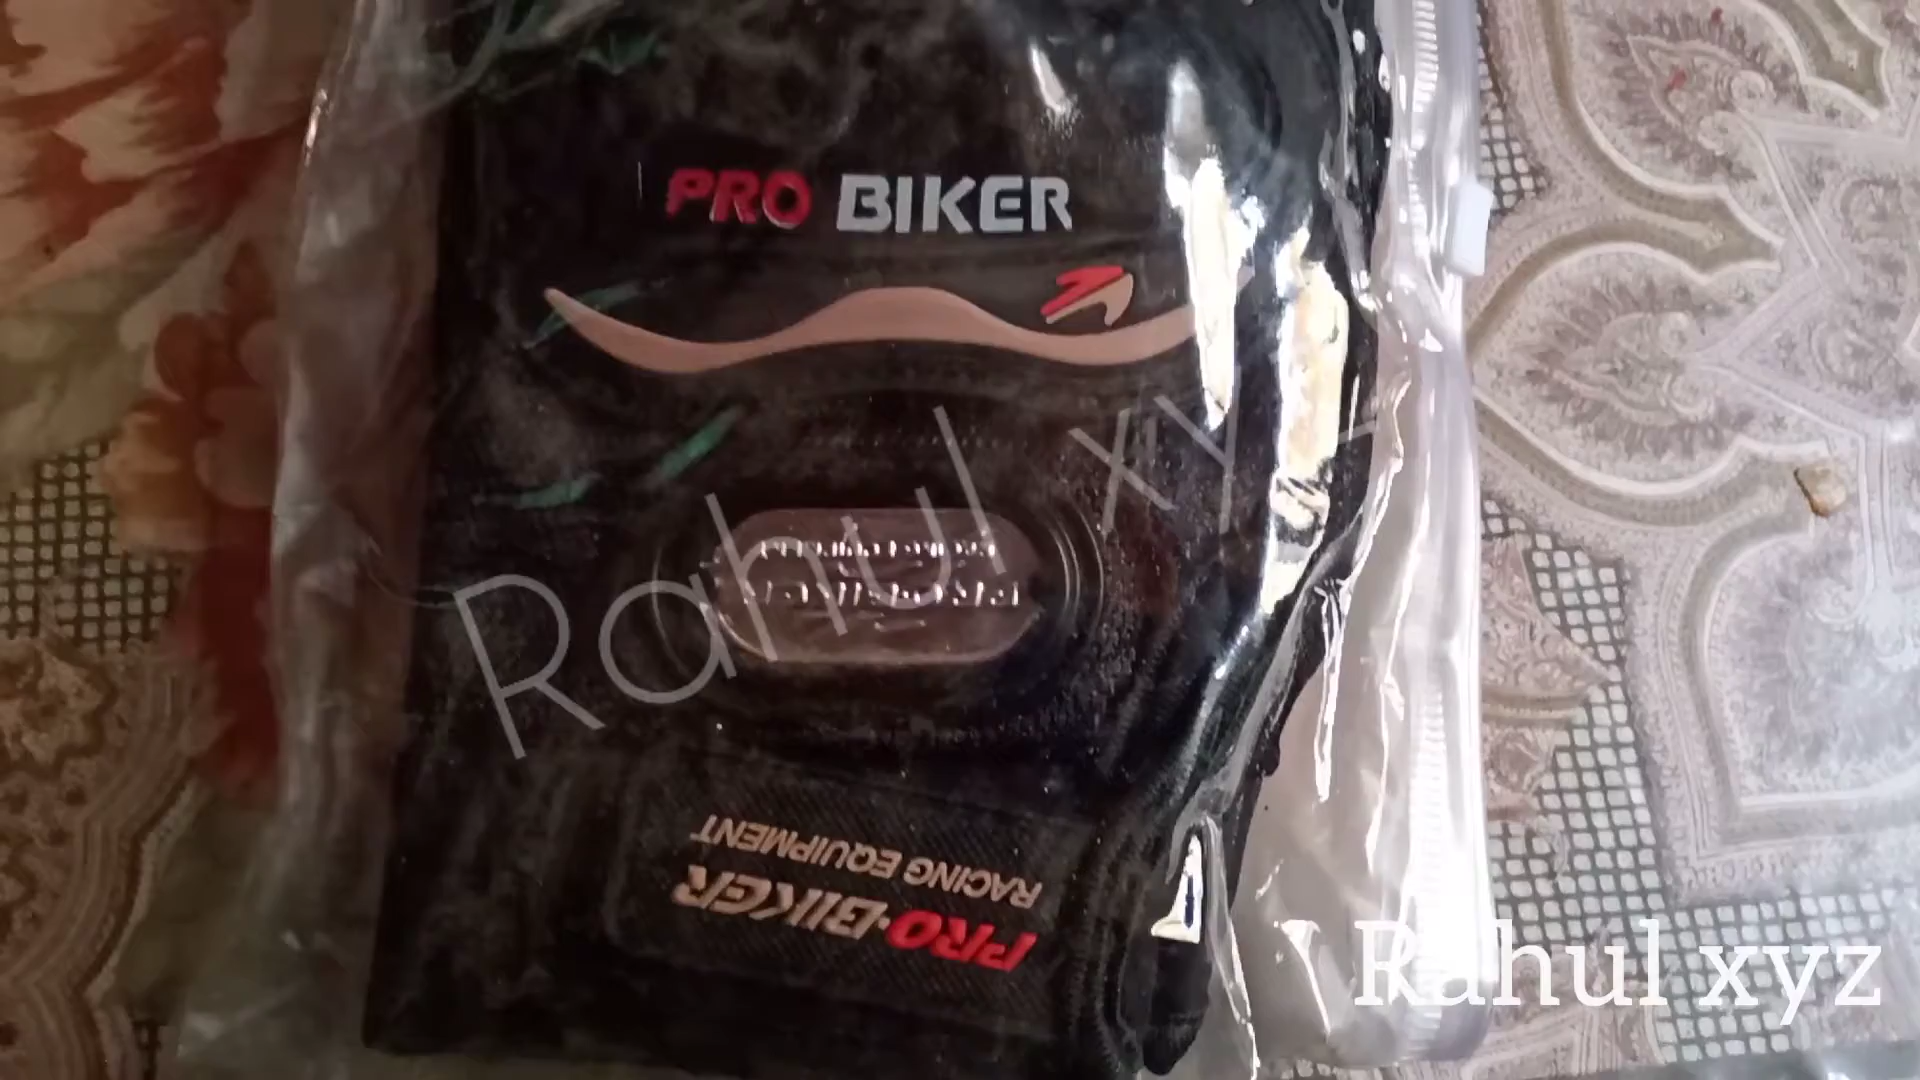 PRO BIKER
Rahul xyz
RACING EQUIPMENT
PRO-BIKER
Rahul xyz